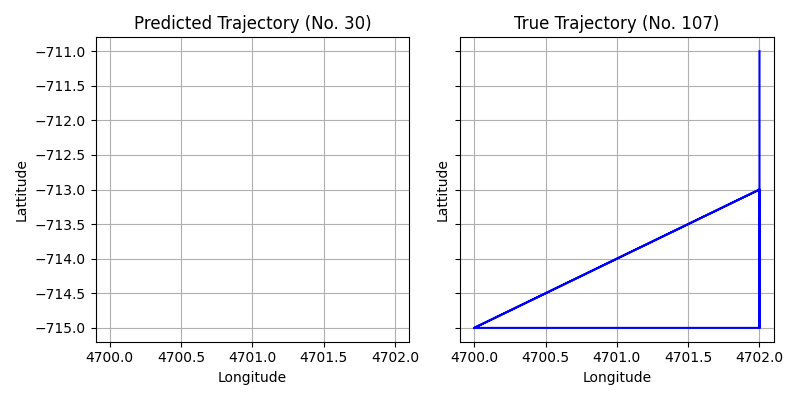 Predicted Trajectory (No. 30)
True Trajectory (No. 107)
−711.0
−711.5
−712.0
−712.5
−713.0
−713.5
−714.0
−714.5
−715.0
Lattitude
Lattitude
4700.0 4700.5 4701.0 4701.5 4702.0
4700.0 4700.5 4701.0 4701.5 4702.0
Longitude
Longitude